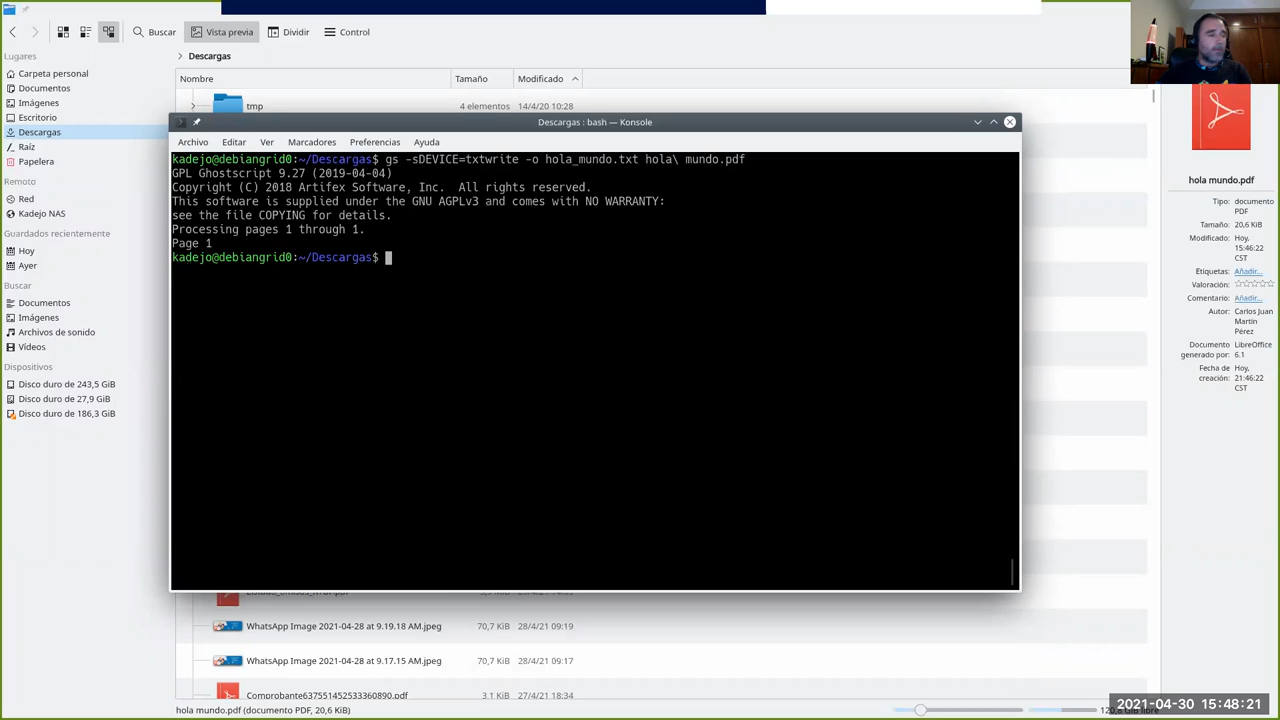 Buscar
Vista previa
Dividir
Control
Lugares
Carpeta personal
Documentos
Imágenes
Escritorio
Descargas
Raíz
Papelera
Remoto
Red
Kadejo NAS
Guardados recientemente
Hoy
Ayer
Buscar
Documentos
Imágenes
Archivos de sonido
Vídeos
Dispositivos
Disco duro de 243,5 GiB
Disco duro de 27,9 GiB
Disco duro de 186,3 GiB
Descargas
Nombre Tamaño Modificado
tmp 4 elementos 14/4/20 10:28
Descargas : bash — Konsole
Archivo Editar Ver Marcadores Preferencias Ayuda
kadejo@debiangrid0:~/Descargas$ gs -sDEVICE=txtwrite -o hola_mundo.txt hola\ mundo.pdf
GPL Ghostscript 9.27 (2019-04-04)
Copyright (C) 2018 Artifex Software, Inc.  All rights reserved.
This software is supplied under the GNU AGPLv3 and comes with NO WARRANTY:
see the file COPYING for details.
Processing pages 1 through 1.
Page 1
kadejo@debiangrid0:~/Descargas$
WhatsApp Image 2021-04-28 at 9.19.18 AM.jpeg 70,7 KiB 28/4/21 09:19
WhatsApp Image 2021-04-28 at 9.17.15 AM.jpeg 70,7 KiB 28/4/21 09:17
Comprobante637551452533360890.pdf 3,1 KiB 27/4/21 18:34
hola mundo.pdf (documento PDF, 20,6 KiB)
hola mundo.pdf
Tipo: documento
PDF
Tamaño: 20,6 KiB
Modificado: Hoy,
15:46:22
CST
Etiquetas: Añadir...
Valoración:
Comentario: Añadir...
Autor: Carlos Juan
Martín
Pérez
Documento LibreOffice
generado por: 6.1
Fecha de Hoy,
creación: 21:46:22
CST
2021-04-30 15:48:21